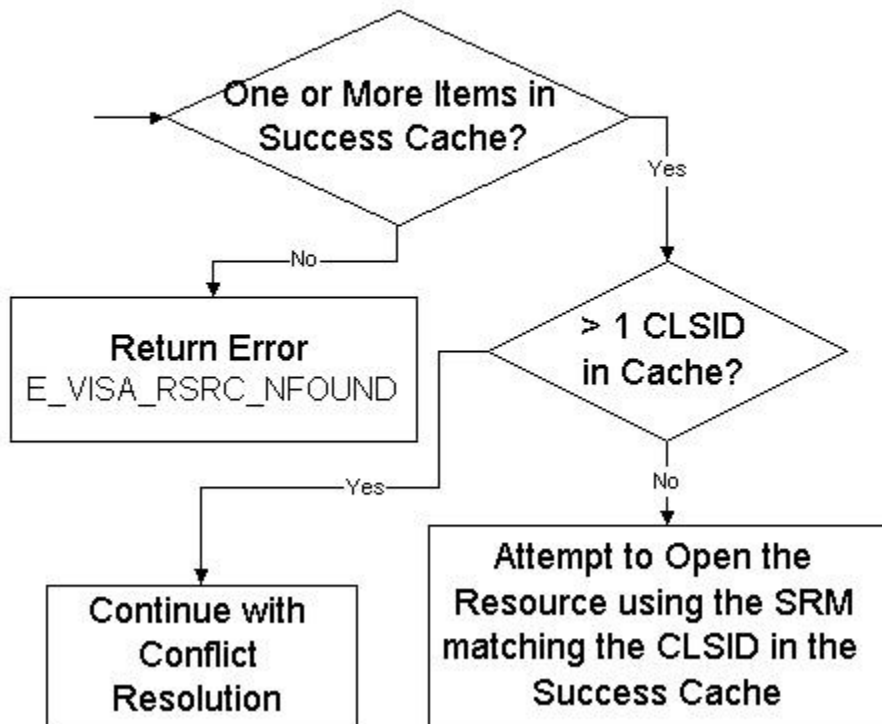 One or More Items in
Success Cache?
Yes
No
Return Error
E_VISA_RSRC_NFOUND
> 1 CLSID
in Cache?
Yes
No
Continue with
Conflict
Resolution
Attempt to Open the
Resource using the SRM
matching the CLSID in the
Success Cache